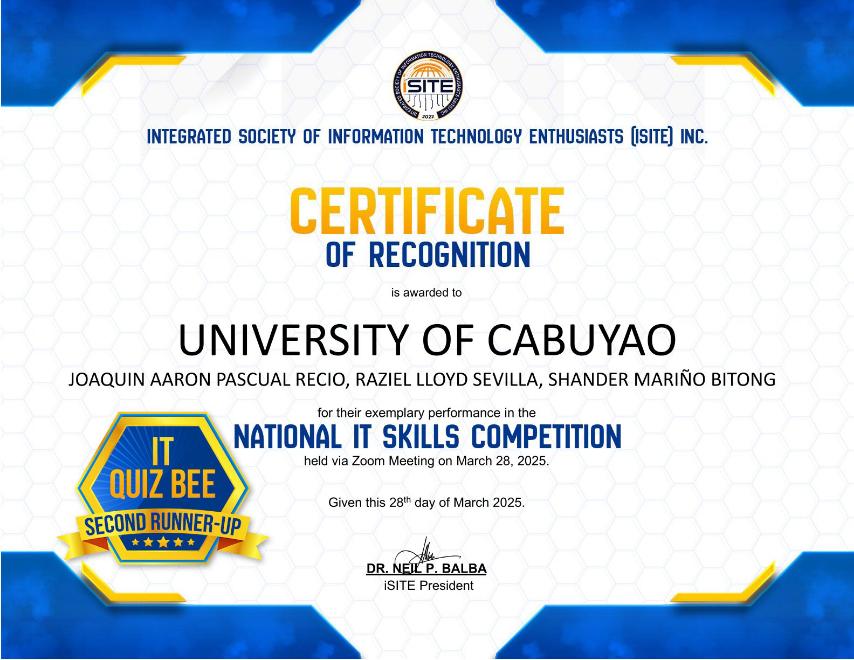 iSITE
2022
INTEGRATED SOCIETY OF INFORMATION TECHNOLOGY ENTHUSIASTS (ISITE) INC.
CERTIFICATE
OF RECOGNITION
is awarded to
UNIVERSITY OF CABUYAO
JOAQUIN AARON PASCUAL RECIO, RAZIEL LLOYD SEVILLA, SHANDER MARIÑO BITONG
for their exemplary performance in the
NATIONAL IT SKILLS COMPETITION
held via Zoom Meeting on March 28, 2025.
IT
QUIZ BEE
SECOND RUNNER-UP
Given this 28th day of March 2025.
DR. NEIL P. BALBA
iSITE President